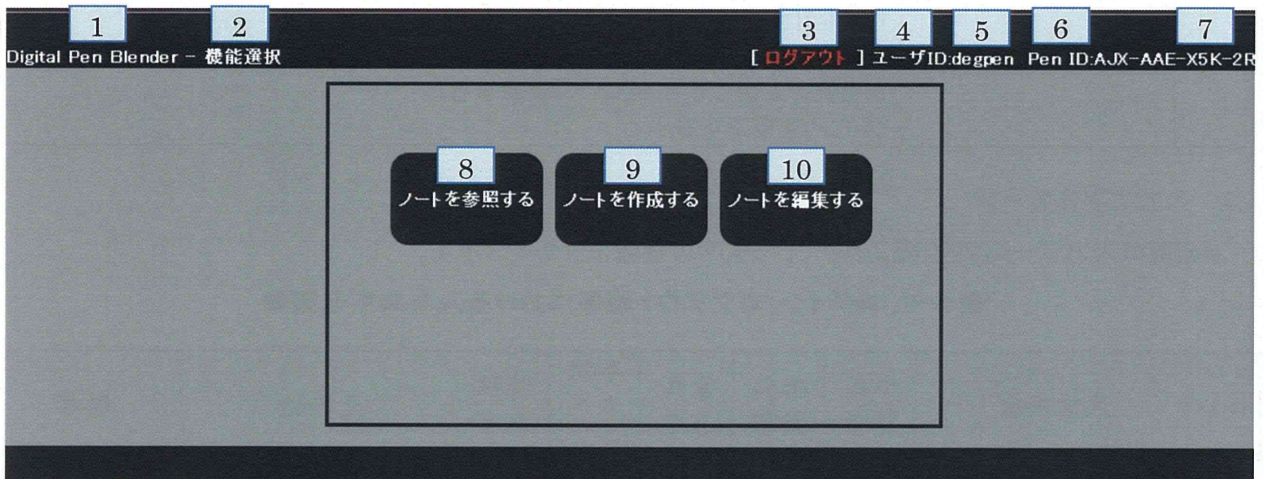 1 2 3 4 5 6 7
Digital Pen Blender - 機能選択 [ ログアウト ] ユーザID:degpen Pen ID:AJX-AAE-X5K-2R
8 9 10
ノートを参照する ノートを作成する ノートを編集する